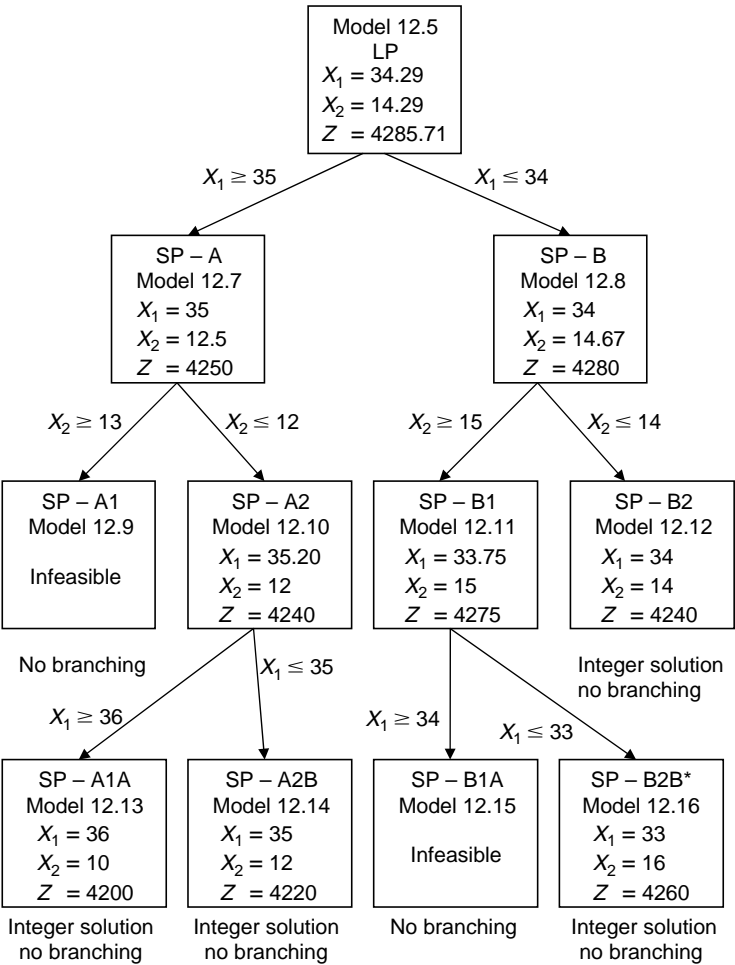 Model 12.5
LP
X₁ = 34.29
X₂ = 14.29
Z = 4285.71
X₁ ≥ 35
X₁ ≤ 34
SP – A
Model 12.7
X₁ = 35
X₂ = 12.5
Z = 4250
SP – B
Model 12.8
X₁ = 34
X₂ = 14.67
Z = 4280
X₂ ≥ 13
X₂ ≤ 12
X₂ ≥ 15
X₂ ≤ 14
SP – A1
Model 12.9
Infeasible
No branching
SP – A2
Model 12.10
X₁ = 35.20
X₂ = 12
Z = 4240
SP – B1
Model 12.11
X₁ = 33.75
X₂ = 15
Z = 4275
SP – B2
Model 12.12
X₁ = 34
X₂ = 14
Z = 4240
Integer solution
no branching
X₁ ≥ 36
X₁ ≤ 35
X₁ ≥ 34
X₁ ≤ 33
SP – A1A
Model 12.13
X₁ = 36
X₂ = 10
Z = 4200
Integer solution
no branching
SP – A2B
Model 12.14
X₁ = 35
X₂ = 12
Z = 4220
Integer solution
no branching
SP – B1A
Model 12.15
Infeasible
No branching
SP – B2B*
Model 12.16
X₁ = 33
X₂ = 16
Z = 4260
Integer solution
no branching